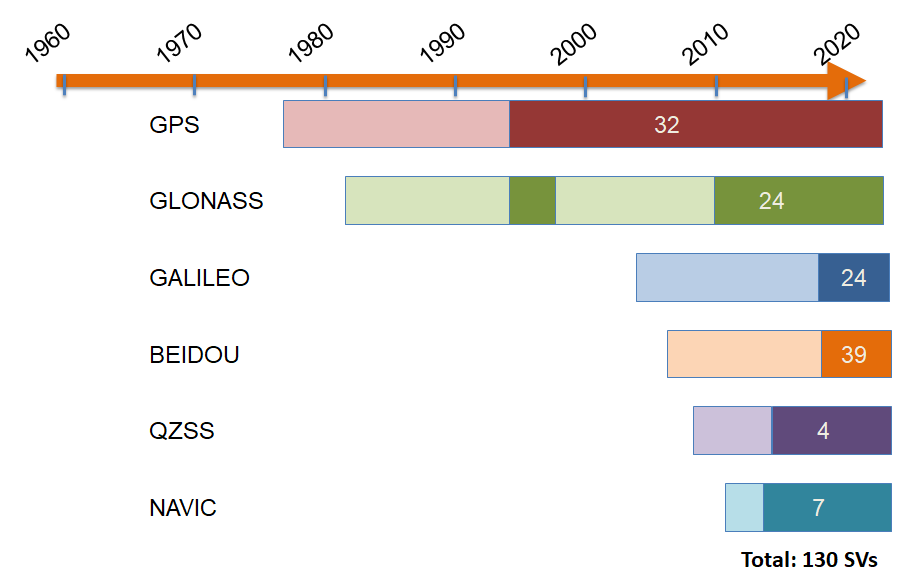 1960 1970 1980 1990 2000 2010 2020
GPS 32
GLONASS 24
GALILEO 24
BEIDOU 39
QZSS 4
NAVIC 7
Total: 130 SVs